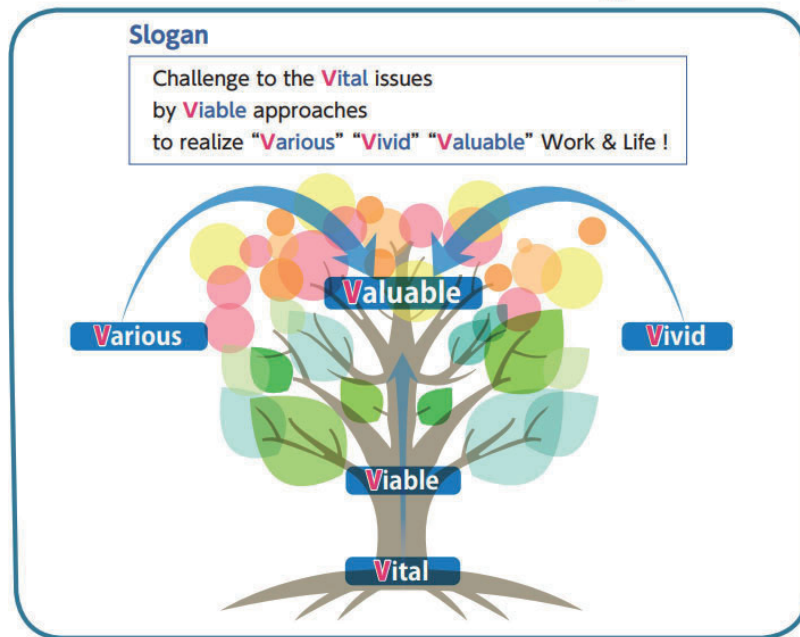 Slogan
Challenge to the Vital issues
by Viable approaches
to realize “Various” “Vivid” “Valuable” Work & Life !
Valuable
Various
Vivid
Viable
Vital